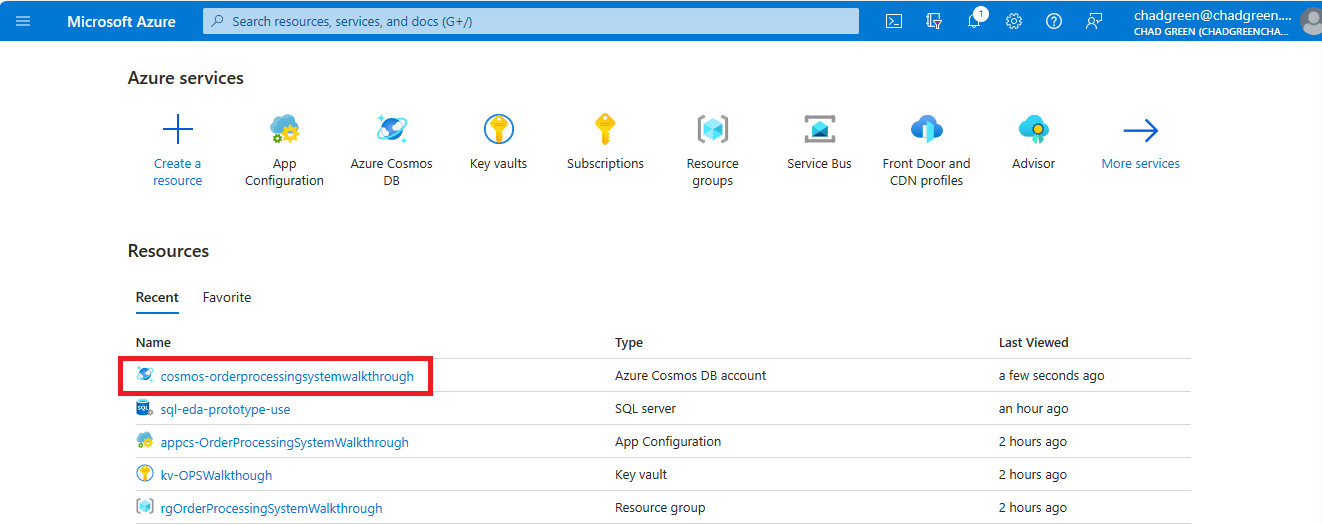 Microsoft Azure
Search resources, services, and docs (G+/)
1
chadgreen@chadgreen....
CHAD GREEN (CHADGREENCHA...
Azure services
Create a resource
App Configuration
Azure Cosmos DB
Key vaults
Subscriptions
Resource groups
Service Bus
Front Door and CDN profiles
Advisor
More services
Resources
Recent Favorite
Name Type Last Viewed
cosmos-orderprocessingsystemwalkthrough Azure Cosmos DB account a few seconds ago
SQL sql-eda-prototype-use SQL server an hour ago
appcs-OrderProcessingSystemWalkthrough App Configuration 2 hours ago
kv-OPSWalkthough Key vault 2 hours ago
rgOrderProcessingSystemWalkthrough Resource group 2 hours ago